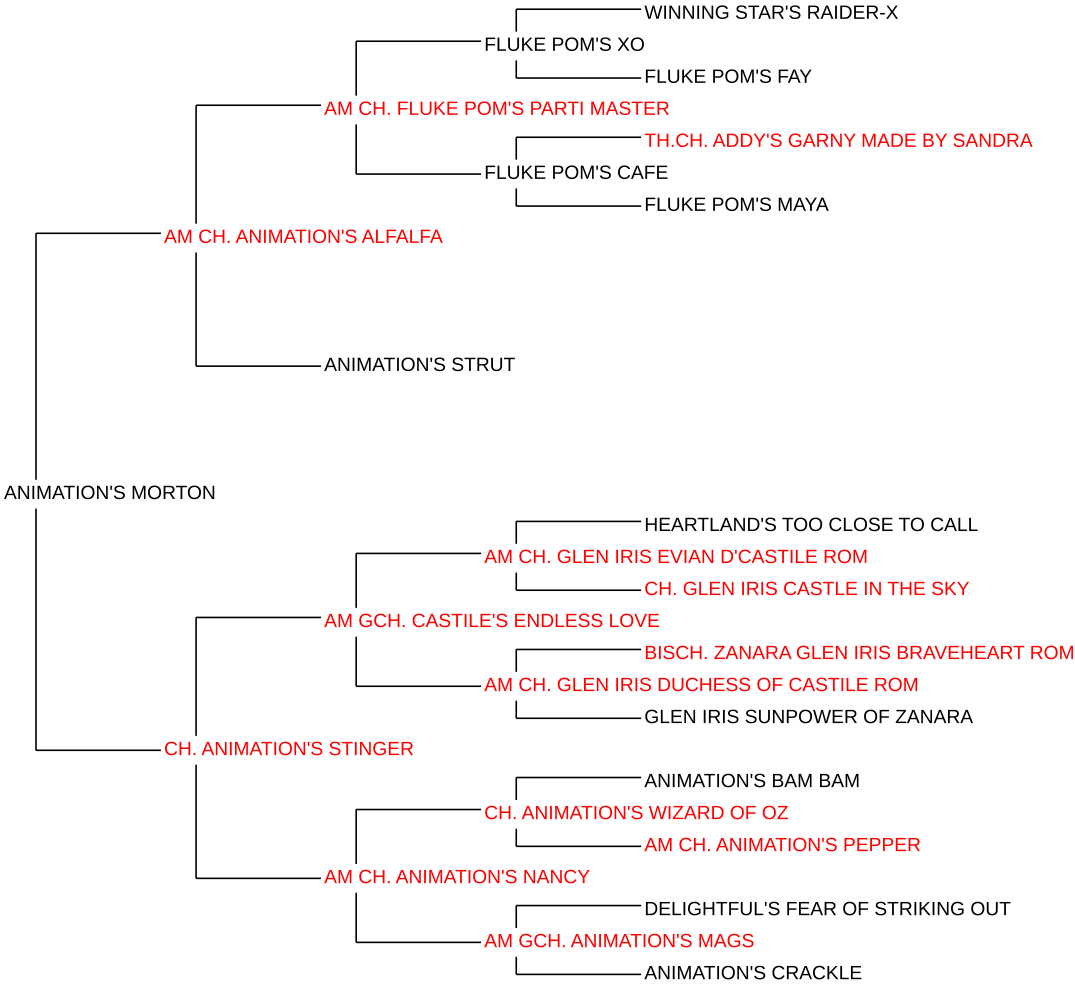 WINNING STAR'S RAIDER-X
FLUKE POM'S XO
FLUKE POM'S FAY
AM CH. FLUKE POM'S PARTI MASTER
TH.CH. ADDY'S GARNY MADE BY SANDRA
FLUKE POM'S CAFE
FLUKE POM'S MAYA
AM CH. ANIMATION'S ALFALFA
ANIMATION'S STRUT
ANIMATION'S MORTON
HEARTLAND'S TOO CLOSE TO CALL
AM CH. GLEN IRIS EVIAN D'CASTILE ROM
CH. GLEN IRIS CASTLE IN THE SKY
AM GCH. CASTILE'S ENDLESS LOVE
BISCH. ZANARA GLEN IRIS BRAVEHEART ROM
AM CH. GLEN IRIS DUCHESS OF CASTILE ROM
GLEN IRIS SUNPOWER OF ZANARA
CH. ANIMATION'S STINGER
ANIMATION'S BAM BAM
CH. ANIMATION'S WIZARD OF OZ
AM CH. ANIMATION'S PEPPER
AM CH. ANIMATION'S NANCY
DELIGHTFUL'S FEAR OF STRIKING OUT
AM GCH. ANIMATION'S MAGS
ANIMATION'S CRACKLE